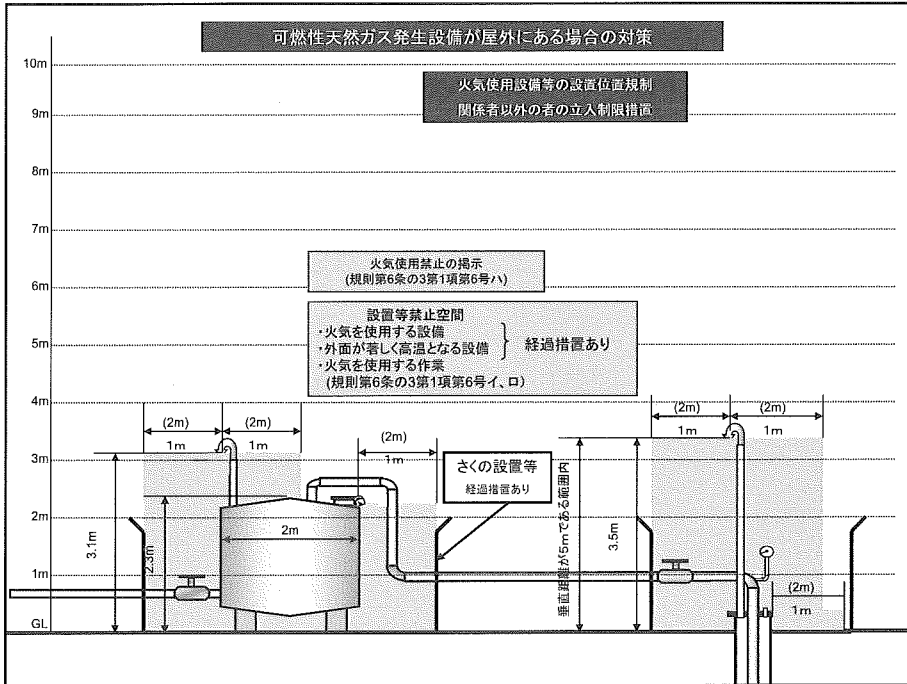 可燃性天然ガス発生設備が屋外にある場合の対策
火気使用設備等の設置位置規制
関係者以外の者の立入制限措置
10m
9m
8m
7m
6m
5m
4m
3m
2m
1m
GL
火気使用禁止の掲示
(規則第6条の3第1項第6号ハ)
設置等禁止空間
・火気を使用する設備
・外面が著しく高温となる設備
・火気を使用する作業
(規則第6条の3第1項第6号イ、ロ)
経過措置あり
(2m)
1m
(2m)
1m
(2m)
1m
さくの設置等
経過措置あり
3.1m
2.3m
2m
垂直距離が5mである範囲内
3.5m
(2m)
1m
(2m)
1m
(2m)
1m